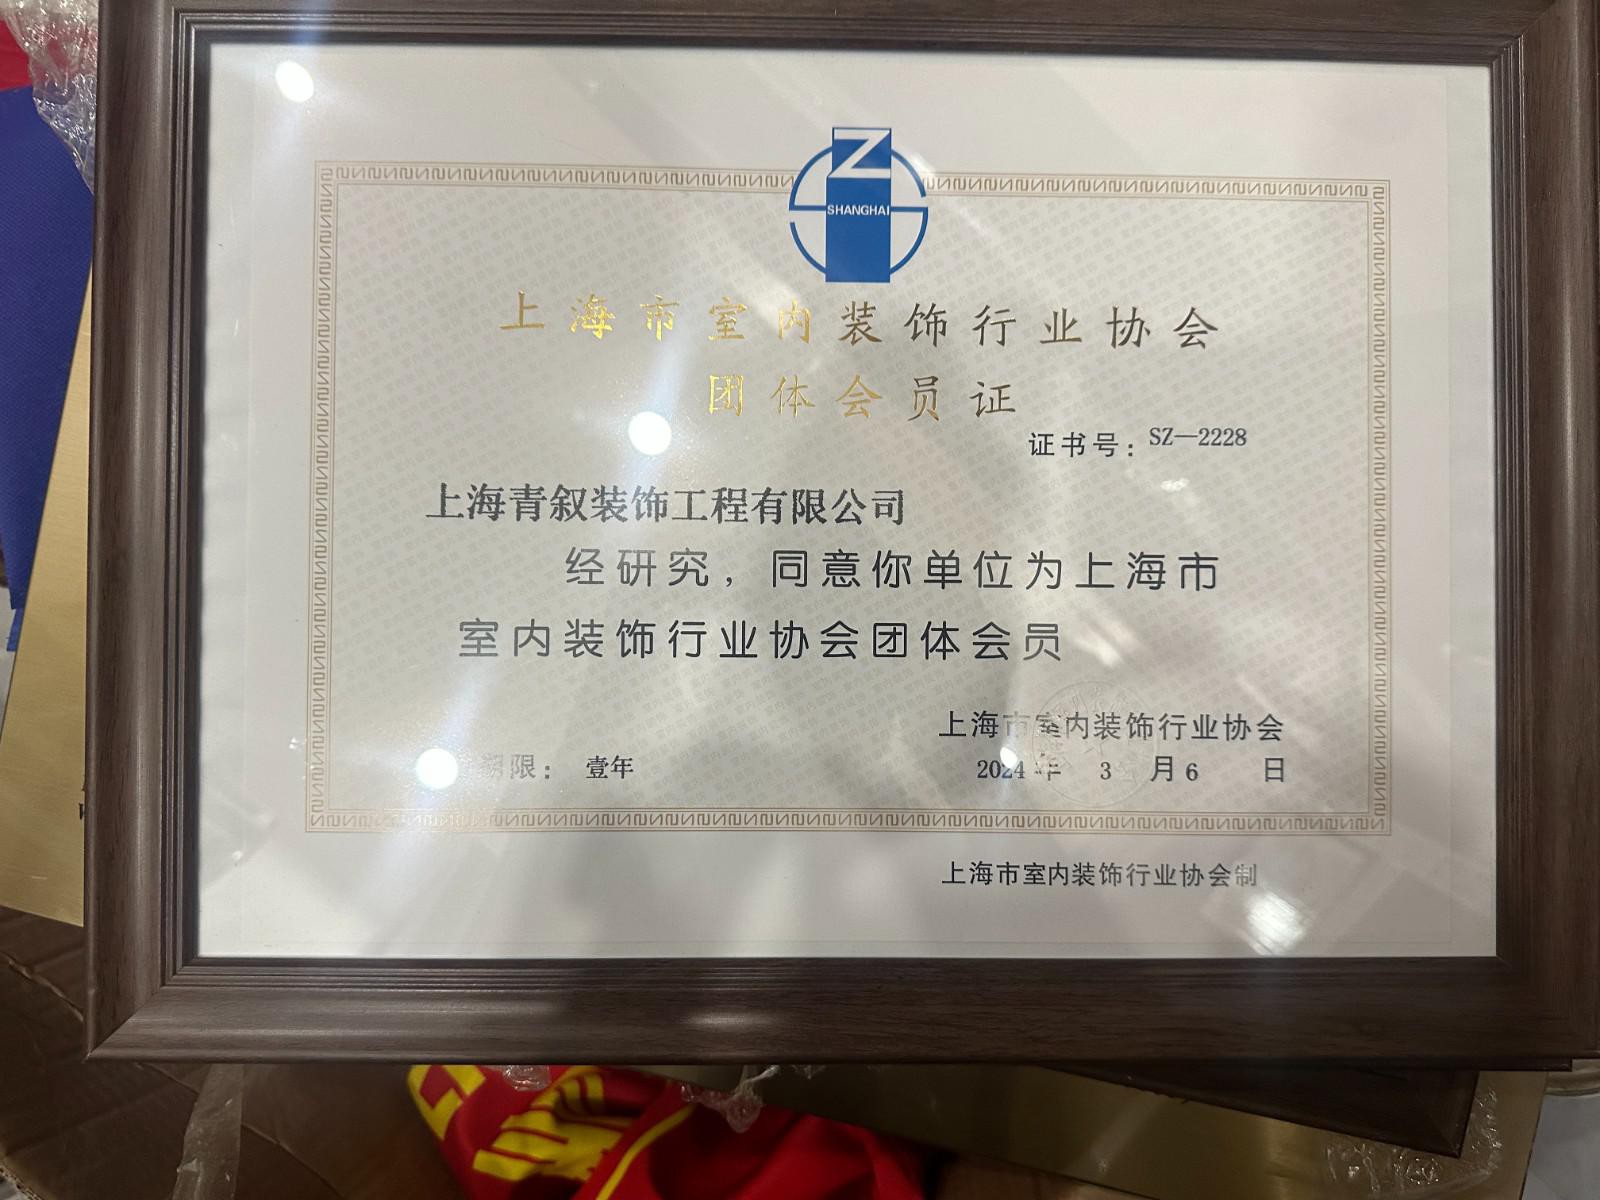 Z
SHANGHAI
上海市室内装饰行业协会
团体会员证
证书号：SZ—2228
上海青叙装饰工程有限公司
经研究，同意你单位为上海市
室内装饰行业协会团体会员
上海市室内装饰行业协会
期限： 壹年
2024 年 3 月 6 日
上海市室内装饰行业协会制